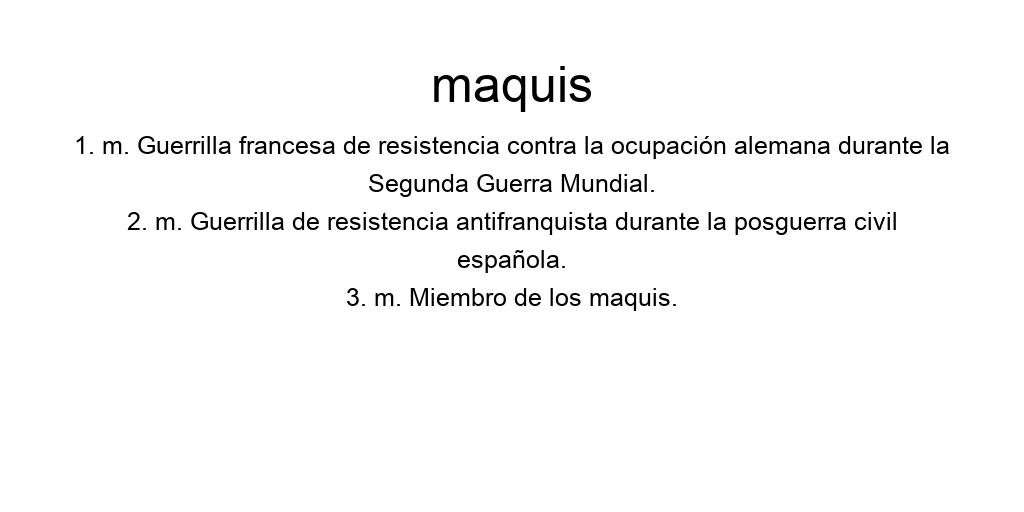 maquis
1. m. Guerrilla francesa de resistencia contra la ocupación alemana durante la
Segunda Guerra Mundial.
2. m. Guerrilla de resistencia antifranquista durante la posguerra civil
española.
3. m. Miembro de los maquis.